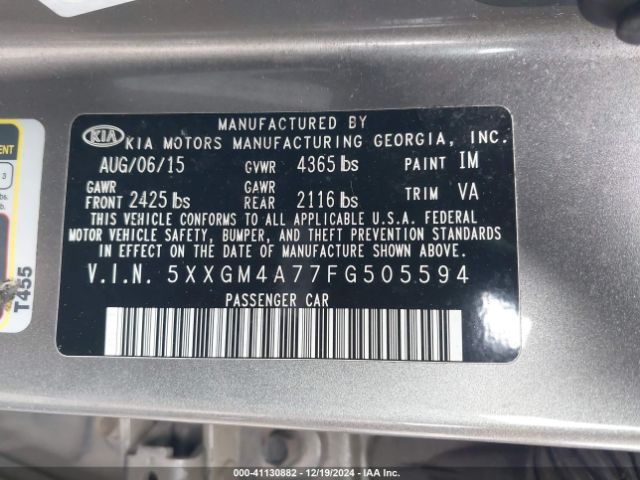 MANUFACTURED BY
KIA KIA MOTORS MANUFACTURING GEORGIA, INC.
AUG/06/15 GVWR 4365 lbs PAINT IM
GAWR FRONT 2425 lbs GAWR REAR 2116 lbs TRIM VA
THIS VEHICLE CONFORMS TO ALL APPLICABLE U.S.A. FEDERAL
MOTOR VEHICLE SAFETY, BUMPER, AND THEFT PREVENTION STANDARDS
IN EFFECT ON THE DATE OF MANUFACTURE SHOWN ABOVE.
V.I.N. 5XXGM4A77FG505594
PASSENGER CAR
T455
000-41130882 - 12/19/2024 - IAA Inc.